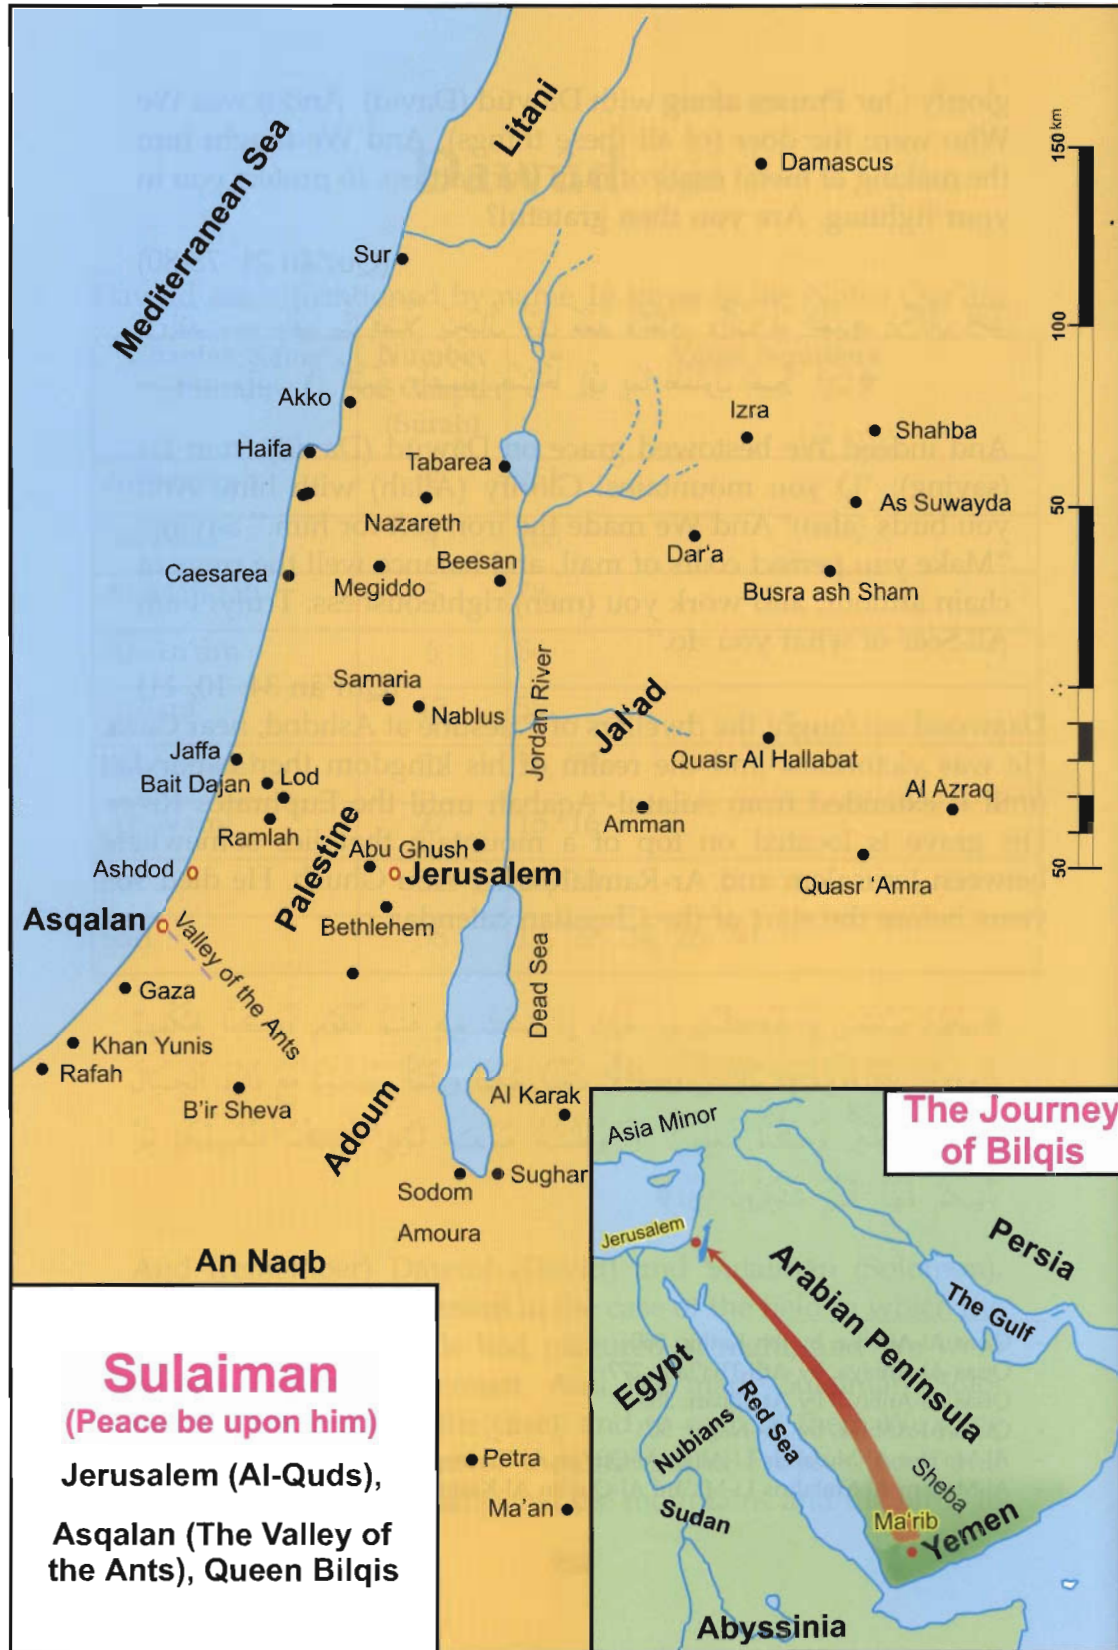 Mediterranean Sea
Litani
150 km
Damascus
Sur
100
Akko
Izra
Shahba
Haifa
Tabarea
50
As Suwayda
Nazareth
Dar‘a
Beesan
Caesarea
Megiddo
Busra ash Sham
Samaria
Nablus
Jordan River
Jal‘ad
Jaffa
Quasr Al Hallabat
Bait Dajan
Lod
Al Azraq
Ramlah
Amman
Palestine
Abu Ghush
Ashdod
Jerusalem
50
Quasr ‘Amra
Asqalan
Bethlehem
Valley of the Ants
Dead Sea
Gaza
Khan Yunis
Rafah
B'ir Sheva
Adoum
Al Karak
Sodom
Sughar
Amoura
An Naqb
Petra
Ma'an
Sulaiman
(Peace be upon him)
Jerusalem (Al-Quds),
Asqalan (The Valley of
the Ants), Queen Bilqis
The Journey
of Bilqis
Asia Minor
Jerusalem
Persia
Arabian Peninsula
The Gulf
Egypt
Red Sea
Nubians
Sheba
Sudan
Ma'rib
Yemen
Abyssinia